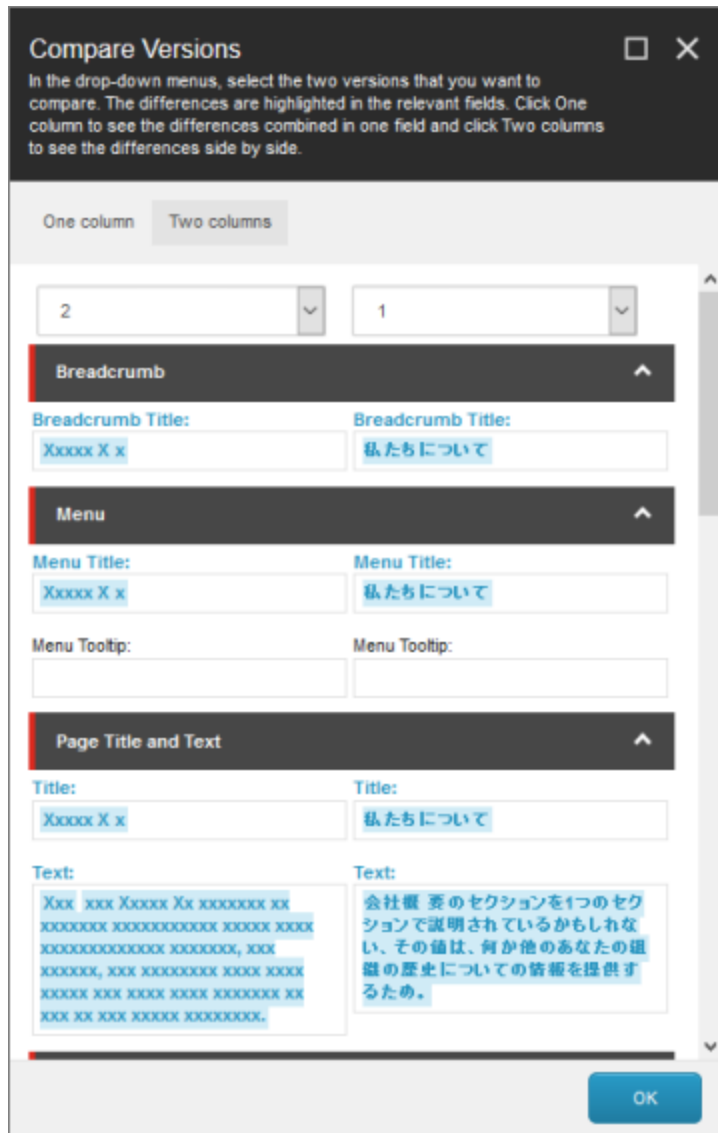 Compare Versions
In the drop-down menus, select the two versions that you want to
compare. The differences are highlighted in the relevant fields. Click One
column to see the differences combined in one field and click Two columns
to see the differences side by side.
One column Two columns
2 1
Breadcrumb
Breadcrumb Title: Breadcrumb Title:
Xxxxx X x 私たちについて
Menu
Menu Title: Menu Title:
Xxxxx X x 私たちについて
Menu Tooltip: Menu Tooltip:
Page Title and Text
Title: Title:
Xxxxx X x 私たちについて
Text: Text:
Xxx xxx Xxxxx Xx xxxxxxx xx
xxxxxxx xxxxxxxxxxx xxxxx xxxx
xxxxxxxxxxxxx xxxxxxx, xxx
xxxxxx, xxx xxxxxxxx xxxx xxxx
xxxxx xxx xxxx xxxx xxxxxxx xx
xxx xx xxx xxxxx xxxxxxxx.
会社概 要のセクションを1つのセク
ションで説明されているかもしれな
い、その値は、何か他のあなたの組
織の歴史についての情報を提供す
るため。
OK